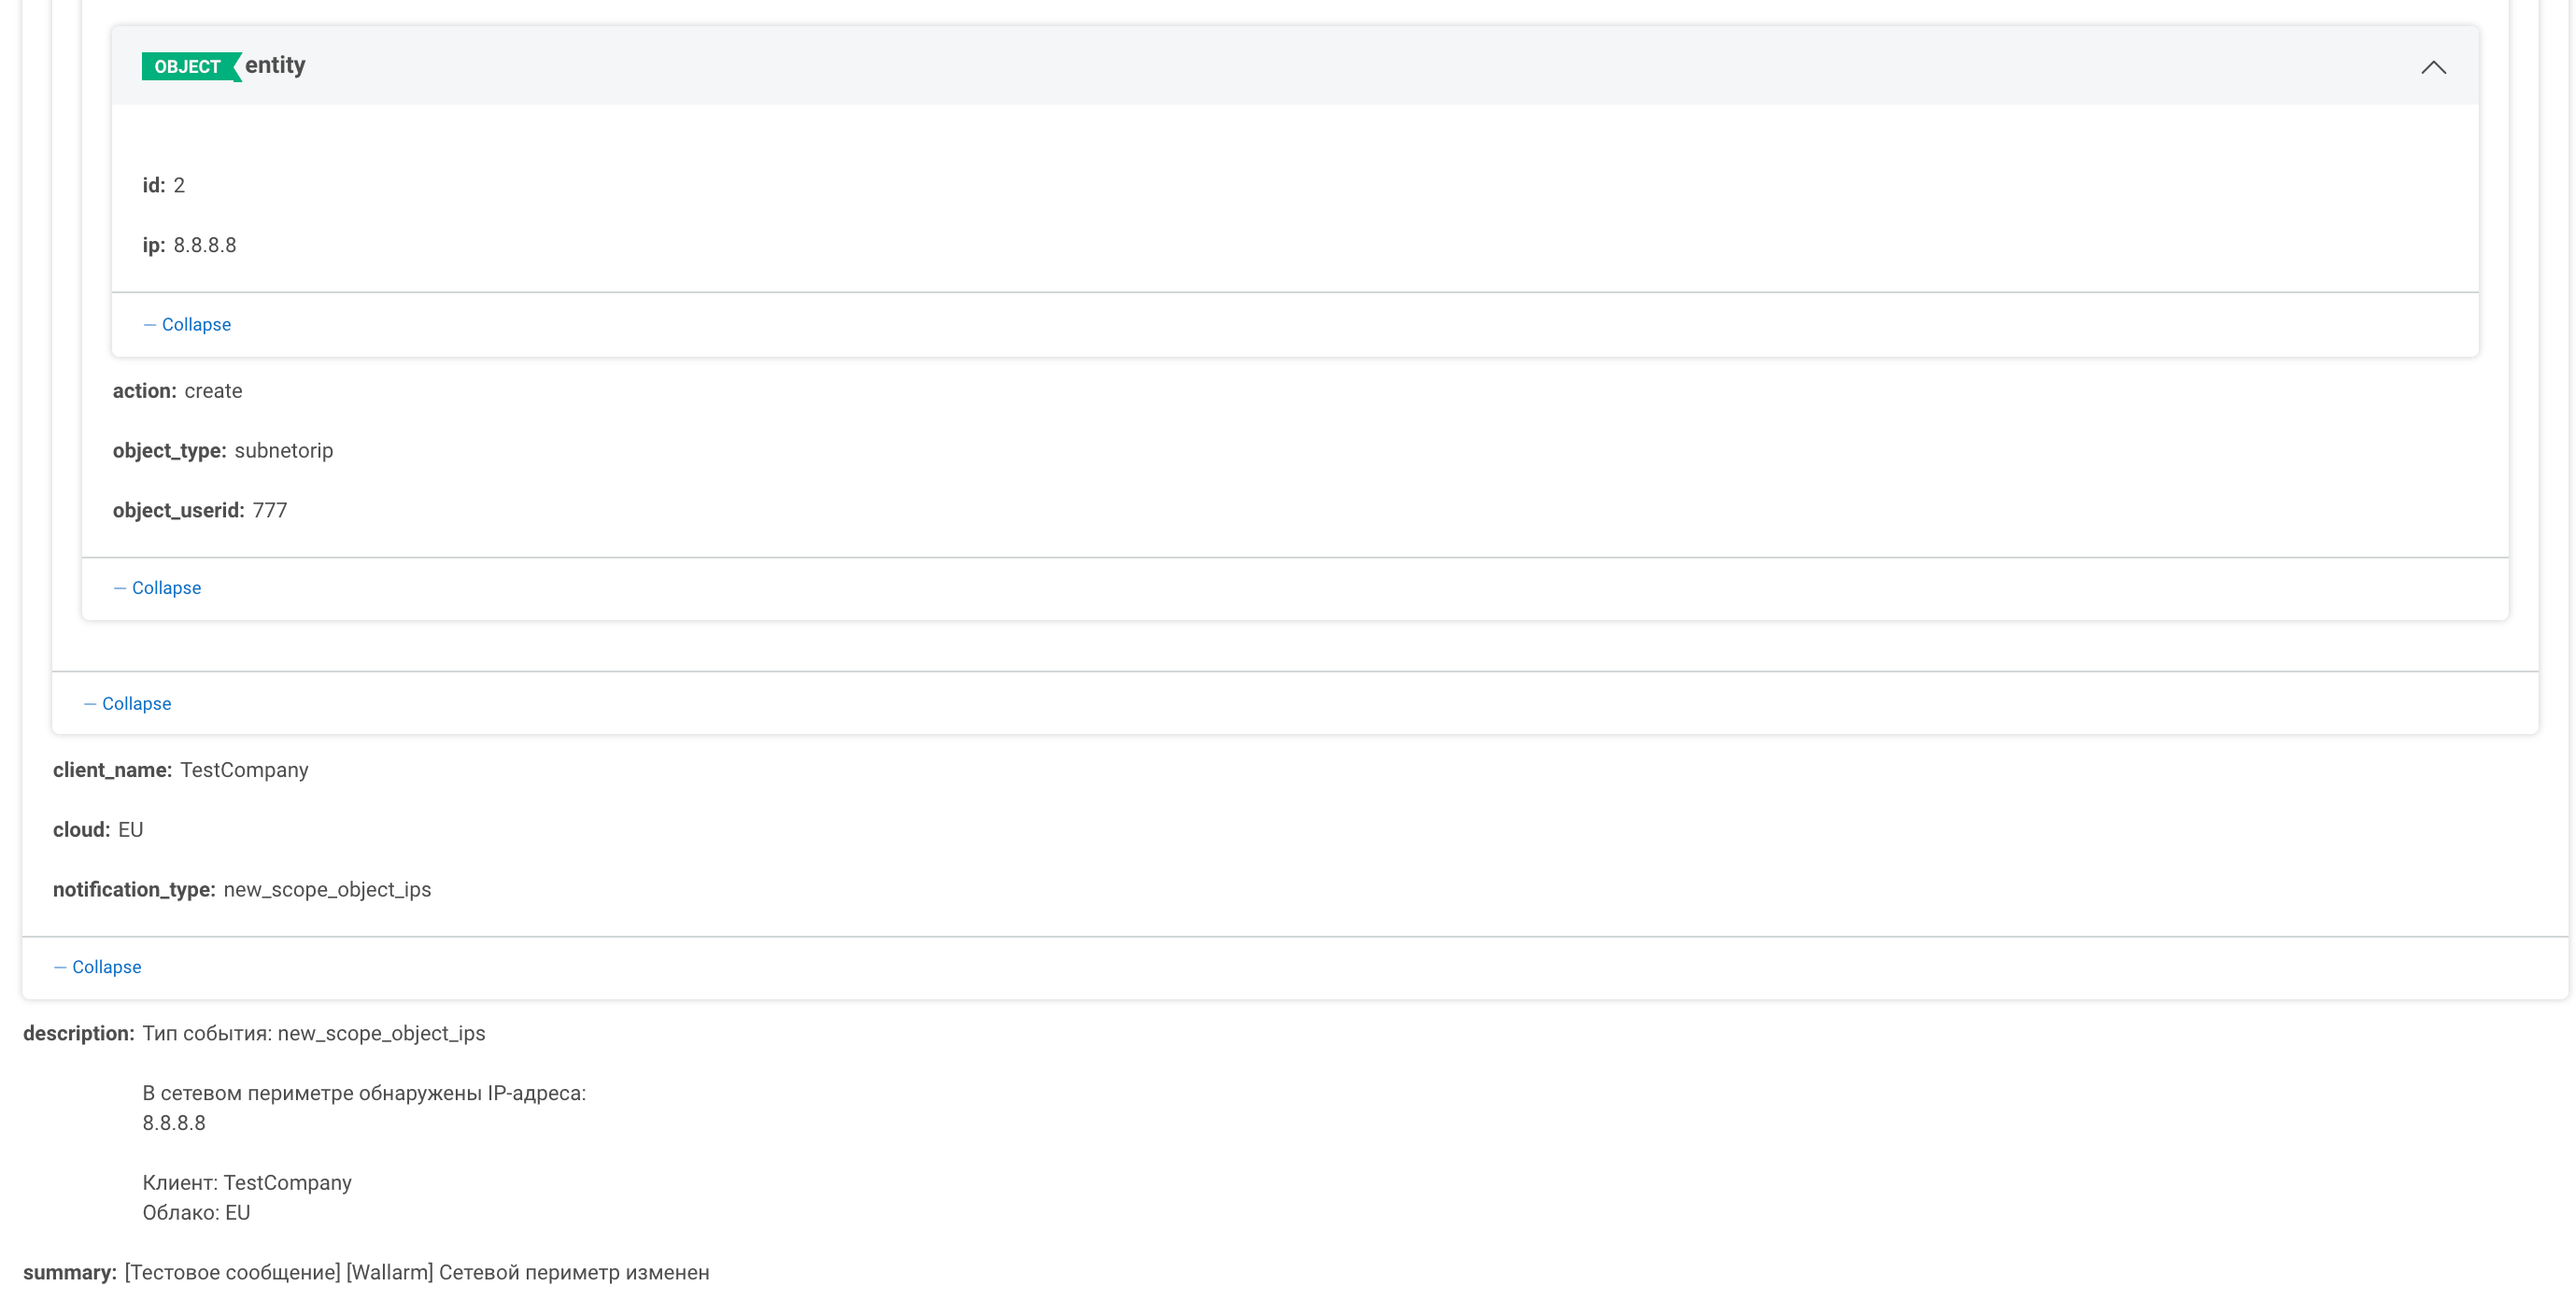 OBJECT entity
id: 2
ip: 8.8.8.8
— Collapse
action: create
object_type: subnetorip
object_userid: 777
— Collapse
— Collapse
client_name: TestCompany
cloud: EU
notification_type: new_scope_object_ips
— Collapse
description: Тип события: new_scope_object_ips
В сетевом периметре обнаружены IP-адреса:
8.8.8.8
Клиент: TestCompany
Облако: EU
summary: [Тестовое сообщение] [Wallarm] Сетевой периметр изменен